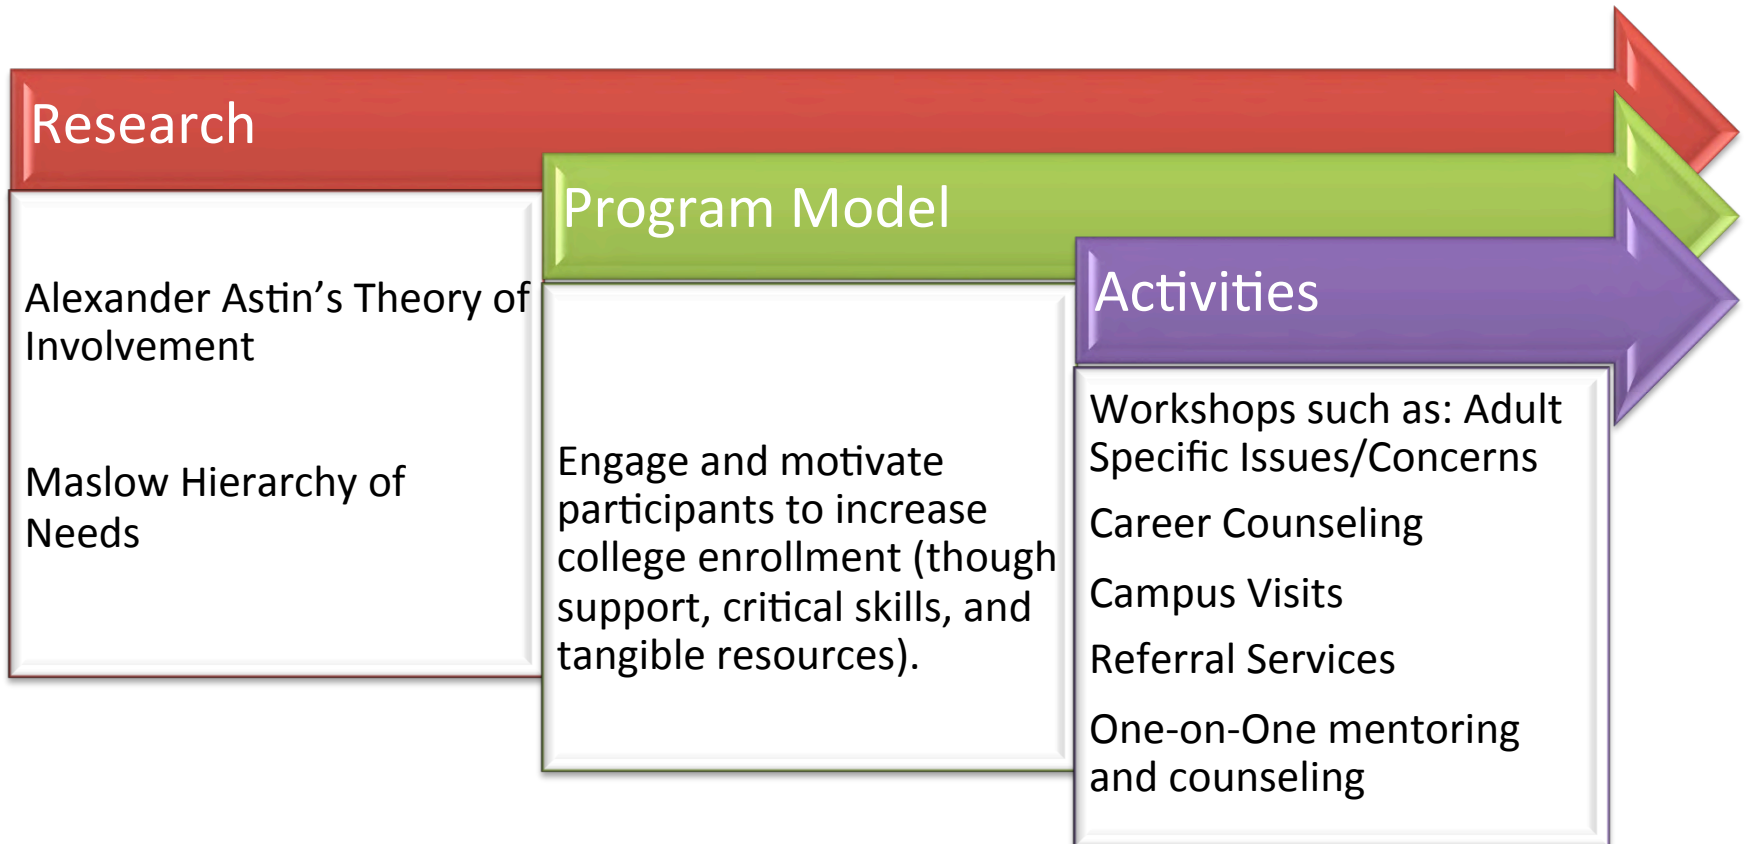 Research
Alexander Astin’s Theory of
Involvement
Maslow Hierarchy of
Needs
Program Model
Engage and motivate
participants to increase
college enrollment (though
support, critical skills, and
tangible resources).
Activities
Workshops such as: Adult
Specific Issues/Concerns
Career Counseling
Campus Visits
Referral Services
One-on-One mentoring
and counseling